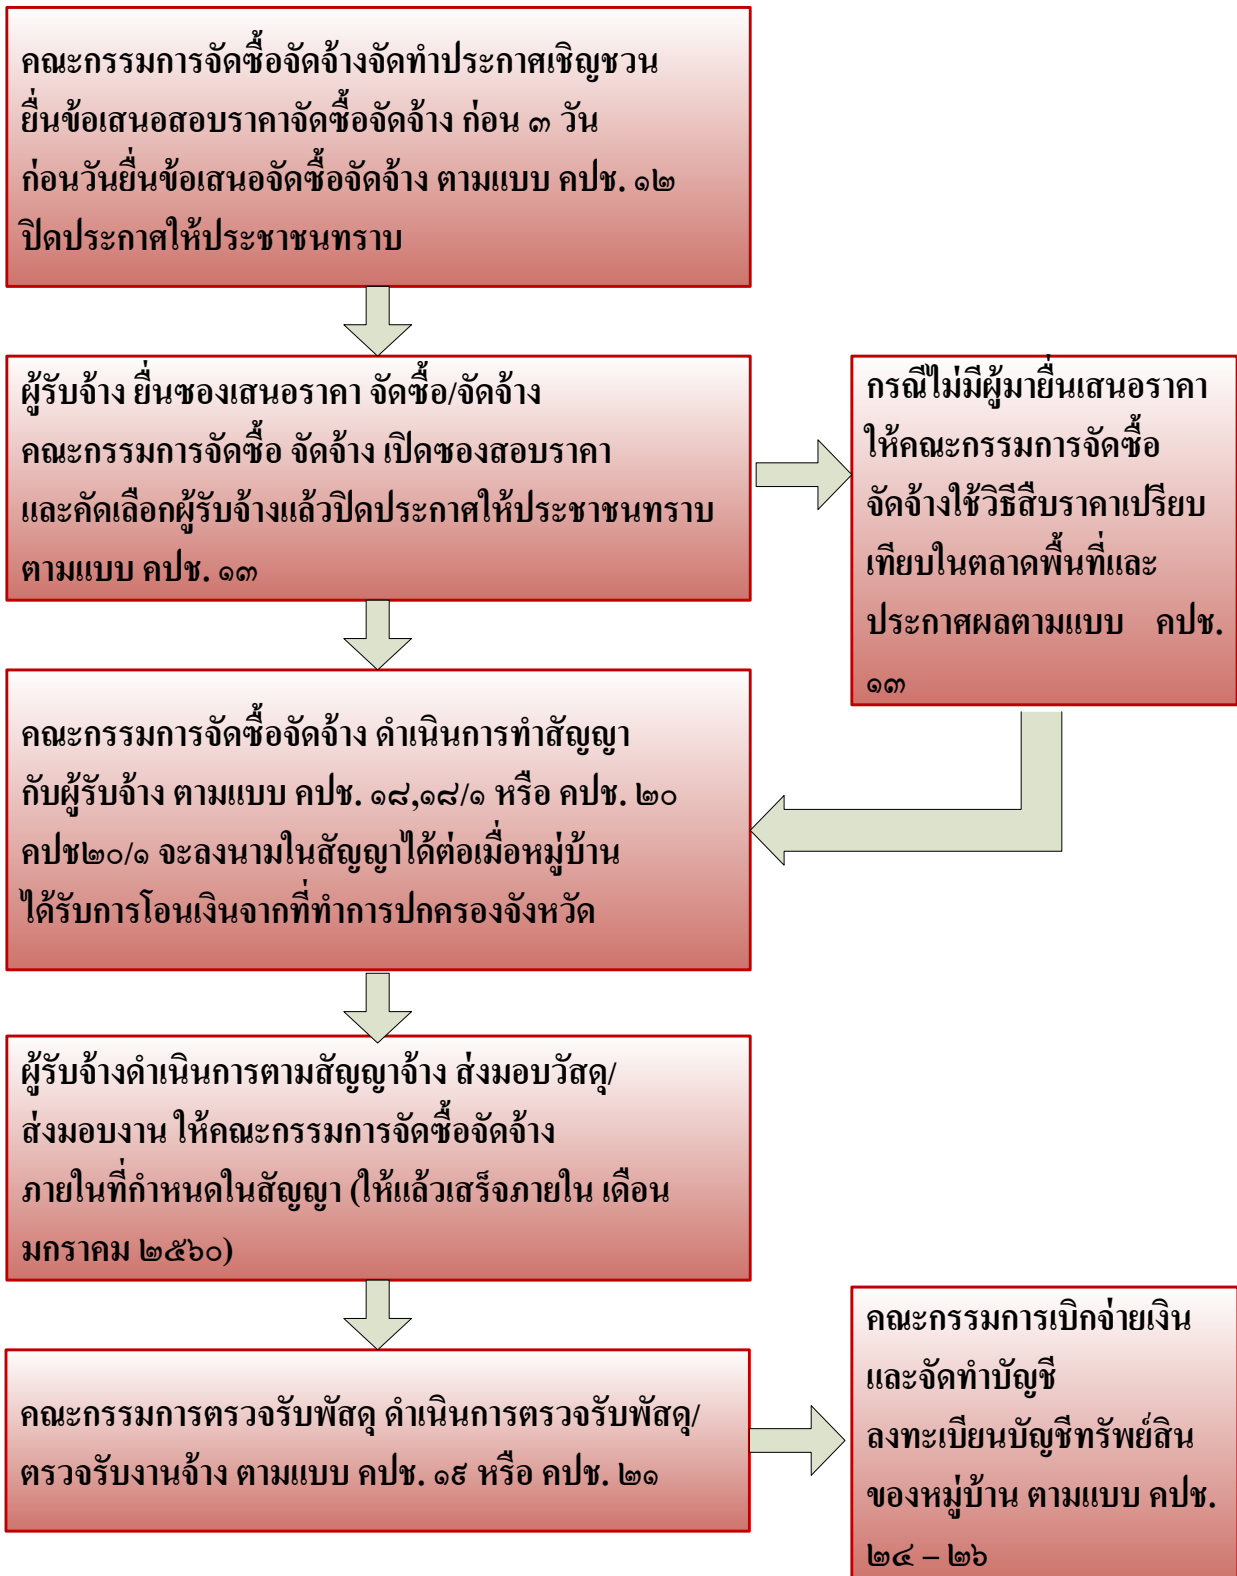 คณะกรรมการจัดซื้อจัดจ้างจัดทำประกาศเชิญชวน
ยื่นข้อเสนอสอบราคาจัดซื้อจัดจ้าง ก่อน ๓ วัน
ก่อนวันยื่นข้อเสนอจัดซื้อจัดจ้าง ตามแบบ คปช. ๑๒
ปิดประกาศให้ประชาชนทราบ
ผู้รับจ้าง ยื่นซองเสนอราคา จัดซื้อ/จัดจ้าง
คณะกรรมการจัดซื้อ จัดจ้าง เปิดซองสอบราคา
และคัดเลือกผู้รับจ้างแล้วปิดประกาศให้ประชาชนทราบ
ตามแบบ คปช. ๑๓
กรณีไม่มีผู้มายื่นเสนอราคา
ให้คณะกรรมการจัดซื้อ
จัดจ้างใช้วิธีสืบราคาเปรียบ
เทียบในตลาดพื้นที่และ
ประกาศผลตามแบบ คปช.
๑๓
คณะกรรมการจัดซื้อจัดจ้าง ดำเนินการทำสัญญา
กับผู้รับจ้าง ตามแบบ คปช. ๑๘,๑๘/๑ หรือ คปช. ๒๐
คปช๒๐/๑ จะลงนามในสัญญาได้ต่อเมื่อหมู่บ้าน
ได้รับการโอนเงินจากที่ทำการปกครองจังหวัด
ผู้รับจ้างดำเนินการตามสัญญาจ้าง ส่งมอบวัสดุ/
ส่งมอบงาน ให้คณะกรรมการจัดซื้อจัดจ้าง
ภายในที่กำหนดในสัญญา (ให้แล้วเสร็จภายใน เดือน
มกราคม ๒๕๖๐)
คณะกรรมการตรวจรับพัสดุ ดำเนินการตรวจรับพัสดุ/
ตรวจรับงานจ้าง ตามแบบ คปช. ๑๙ หรือ คปช. ๒๑
คณะกรรมการเบิกจ่ายเงิน
และจัดทำบัญชี
ลงทะเบียนบัญชีทรัพย์สิน
ของหมู่บ้าน ตามแบบ คปช.
๒๔ – ๒๖